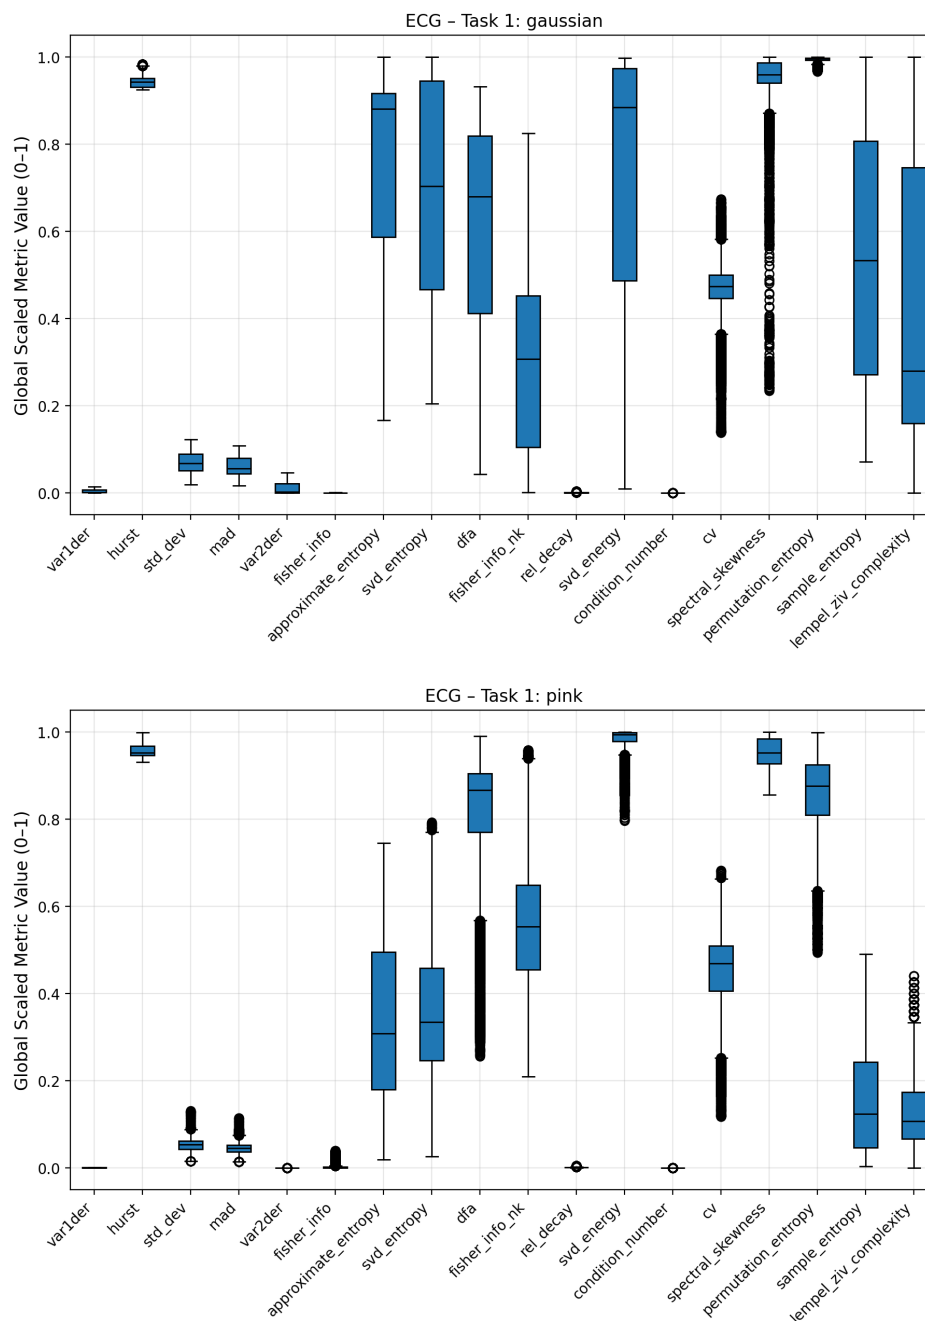 ECG – Task 1: gaussian
Global Scaled Metric Value (0–1)
1.0
0.8
0.6
0.4
0.2
0.0
var1der
hurst
std_dev
mad
var2der
fisher_info
approximate_entropy
svd_entropy
dfa
fisher_info_nk
rel_decay
svd_energy
condition_number
cv
spectral_skewness
permutation_entropy
sample_entropy
lempel_ziv_complexity
ECG – Task 1: pink
Global Scaled Metric Value (0–1)
1.0
0.8
0.6
0.4
0.2
0.0
var1der
hurst
std_dev
mad
var2der
fisher_info
approximate_entropy
svd_entropy
dfa
fisher_info_nk
rel_decay
svd_energy
condition_number
cv
spectral_skewness
permutation_entropy
sample_entropy
lempel_ziv_complexity